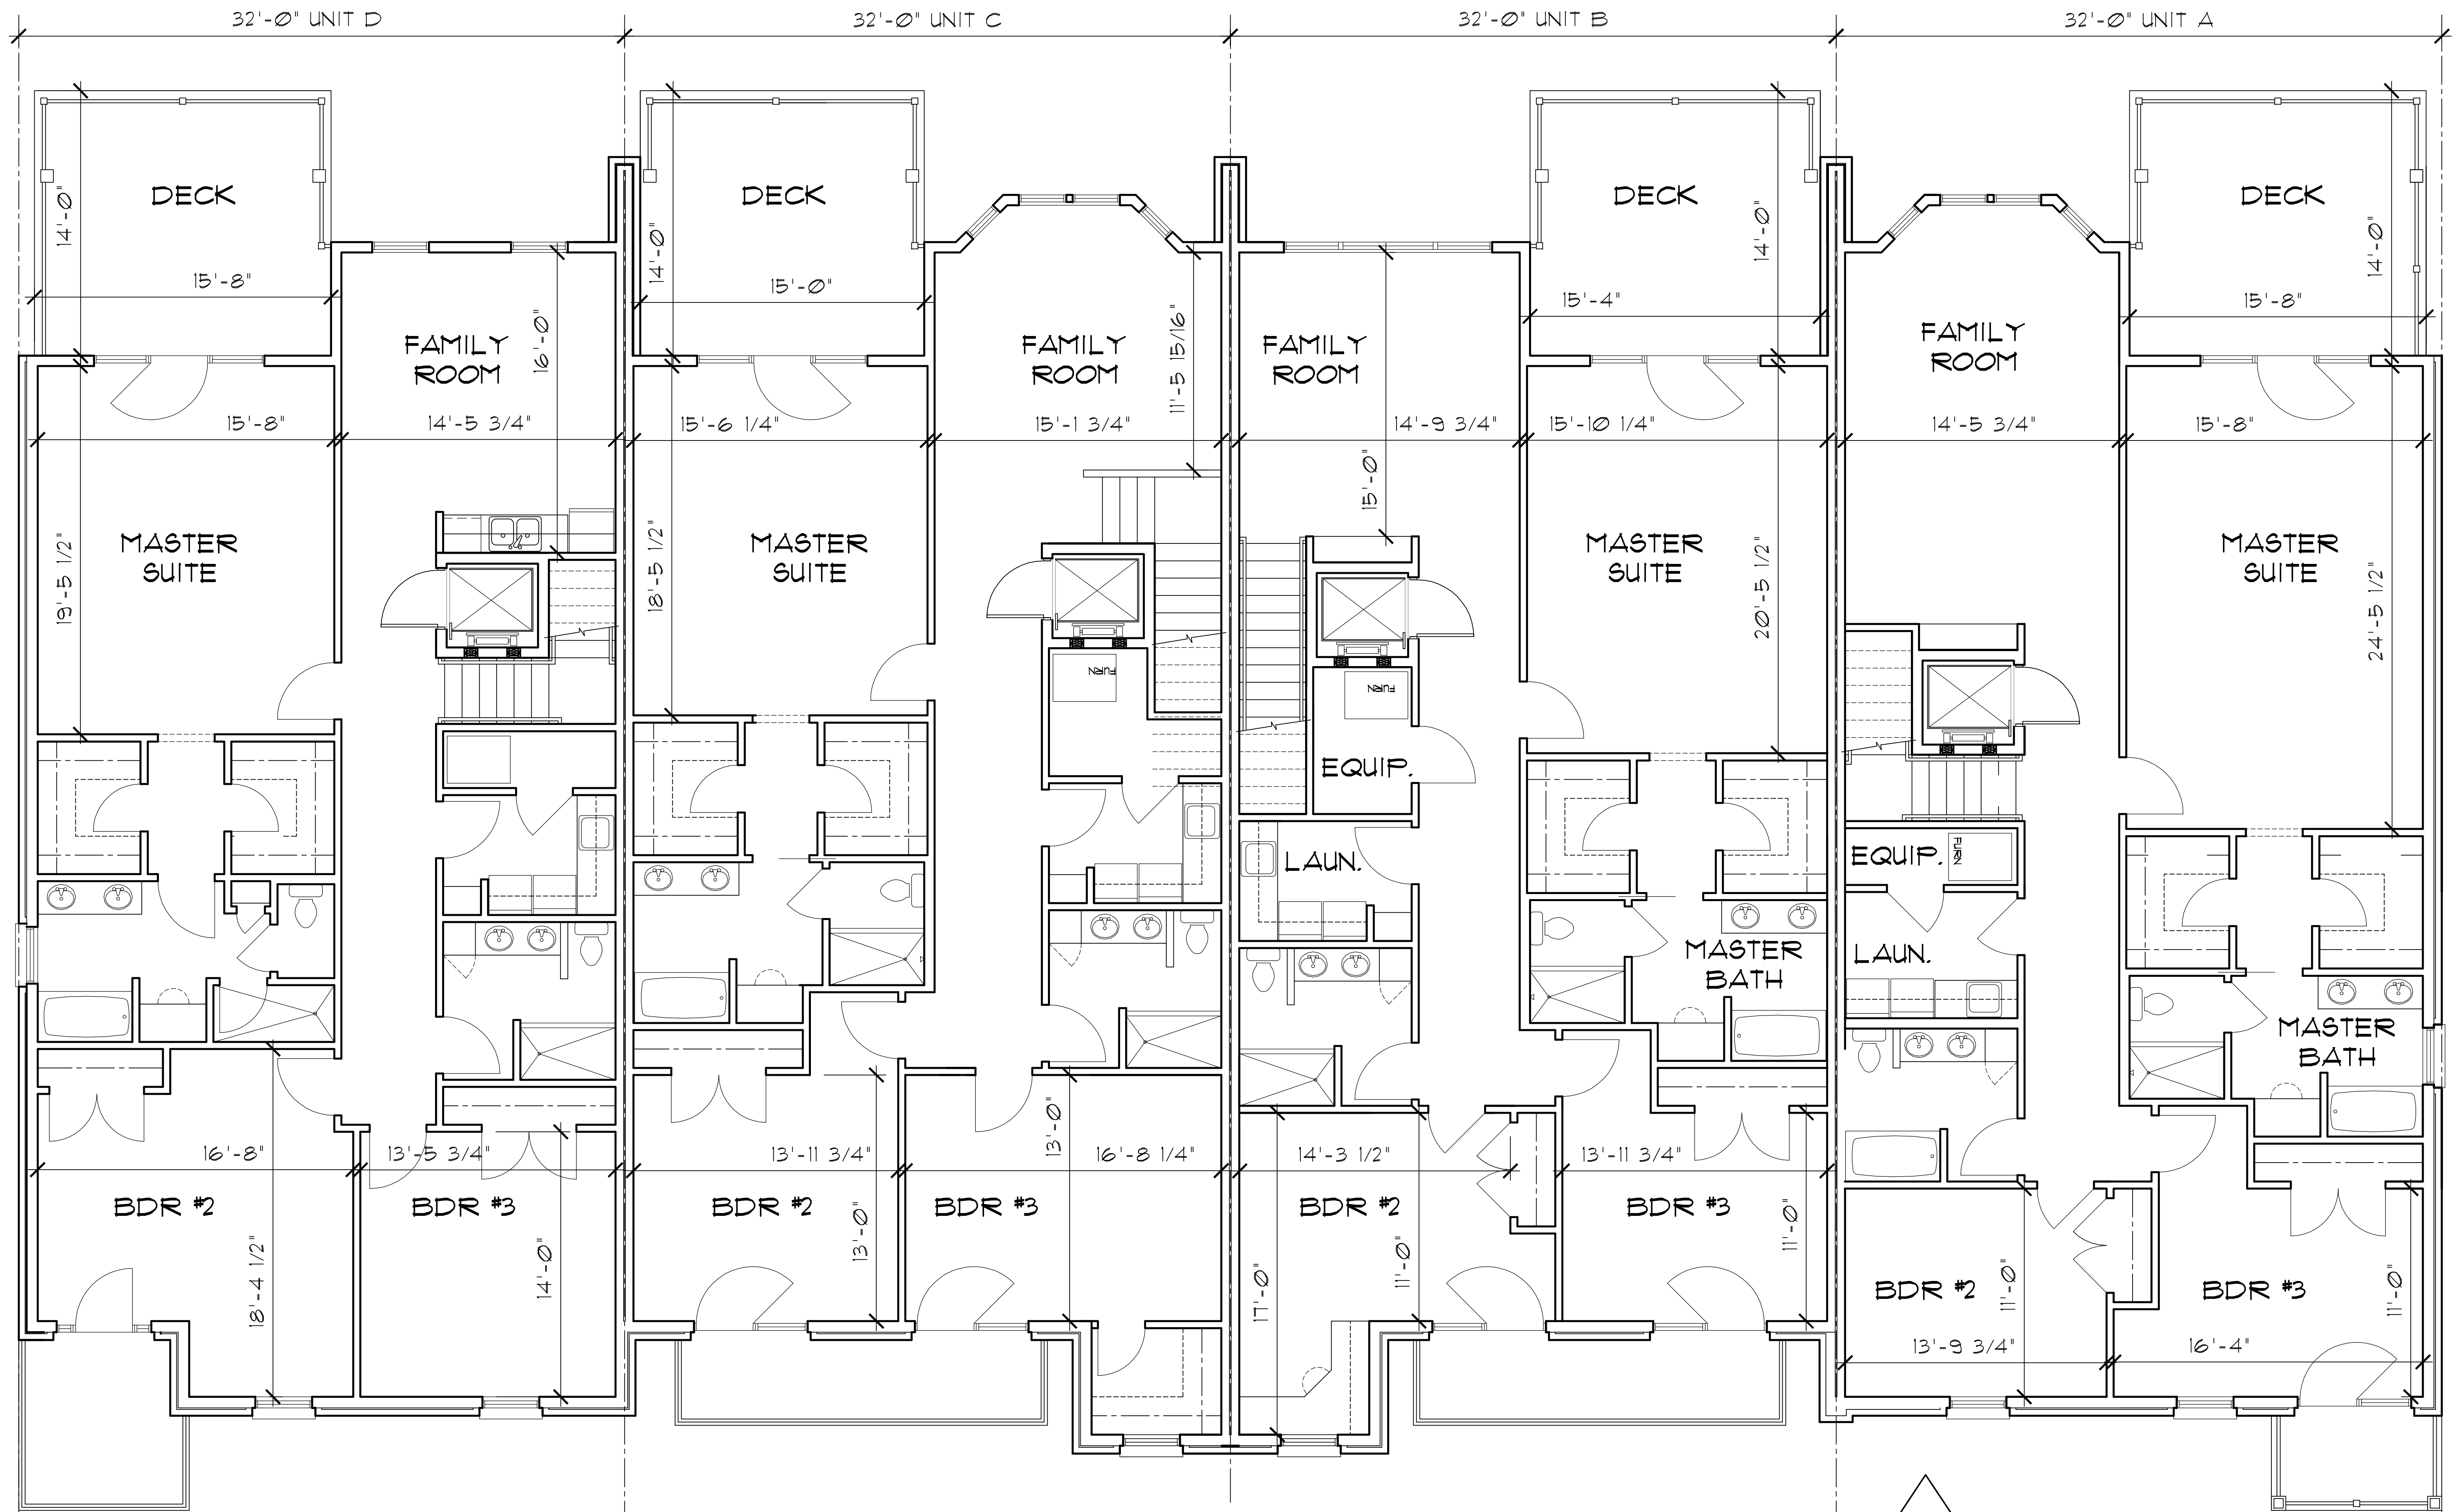 32'-0" UNIT D
32'-0" UNIT C
32'-0" UNIT B
32'-0" UNIT A
DECK
14'-0"
15'-8"
DECK
14'-0"
15'-0"
DECK
14'-0"
15'-4"
DECK
14'-0"
15'-8"
FAMILY
ROOM
16'-0"
FAMILY
ROOM
11'-5 15/16"
FAMILY
ROOM
15'-0"
FAMILY
ROOM
15'-8"
14'-5 3/4"
15'-6 1/4"
15'-1 3/4"
14'-9 3/4"
15'-10 1/4"
14'-5 3/4"
15'-8"
MASTER
SUITE
19'-5 1/2"
MASTER
SUITE
18'-5 1/2"
MASTER
SUITE
20'-5 1/2"
MASTER
SUITE
24'-5 1/2"
FURN
FURN
EQUIP.
EQUIP.
FURN
LAUN.
LAUN.
MASTER
BATH
MASTER
BATH
16'-8"
13'-5 3/4"
13'-11 3/4"
13'-0"
16'-8 1/4"
14'-3 1/2"
13'-11 3/4"
BDR #2
BDR #3
BDR #2
BDR #3
BDR #2
BDR #3
18'-4 1/2"
14'-0"
13'-0"
17'-0"
11'-0"
11'-0"
BDR #2
11'-0"
BDR #3
11'-0"
13'-9 3/4"
16'-4"